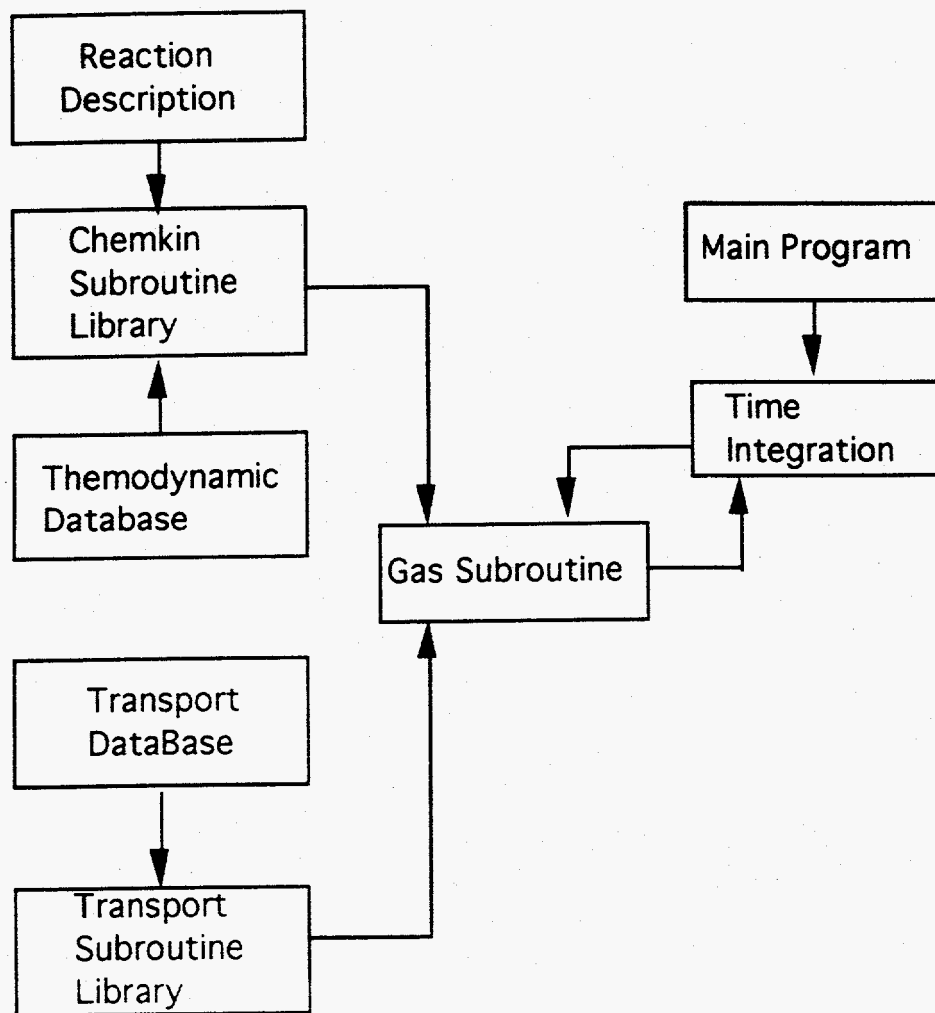 Reaction
Description
Chemkin
Subroutine
Library
Main Program
Time
Integration
Themodynamic
Database
Gas Subroutine
Transport
DataBase
Transport
Subroutine
Library